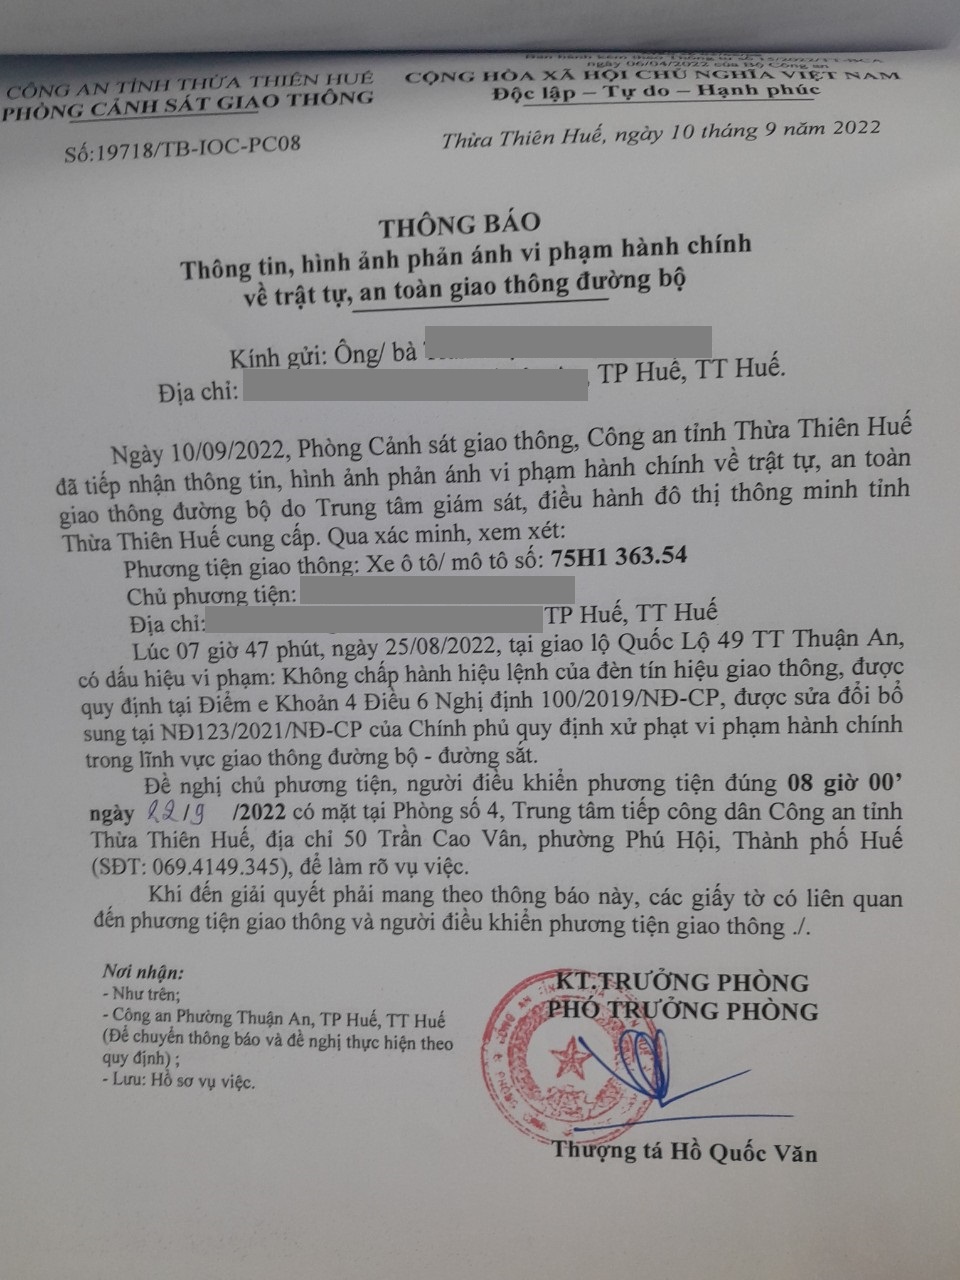 ngày 06/04/2022 của Bộ Công an
CÔNG AN TỈNH THỪA THIÊN HUẾ
CỘNG HÒA XÃ HỘI CHỦ NGHĨA VIỆT NAM
PHÒNG CẢNH SÁT GIAO THÔNG
Độc lập – Tự do – Hạnh phúc
Số:19718/TB-IOC-PC08
Thừa Thiên Huế, ngày 10 tháng 9 năm 2022
THÔNG BÁO
Thông tin, hình ảnh phản ánh vi phạm hành chính
về trật tự, an toàn giao thông đường bộ
Kính gửi: Ông/ bà
Địa chỉ: , TP Huế, TT Huế.
Ngày 10/09/2022, Phòng Cảnh sát giao thông, Công an tỉnh Thừa Thiên Huế
đã tiếp nhận thông tin, hình ảnh phản ánh vi phạm hành chính về trật tự, an toàn
giao thông đường bộ do Trung tâm giám sát, điều hành đô thị thông minh tỉnh
Thừa Thiên Huế cung cấp. Qua xác minh, xem xét:
Phương tiện giao thông: Xe ô tô/ mô tô số: 75H1 363.54
Chủ phương tiện:
Địa chỉ: TP Huế, TT Huế
Lúc 07 giờ 47 phút, ngày 25/08/2022, tại giao lộ Quốc Lộ 49 TT Thuận An,
có dấu hiệu vi phạm: Không chấp hành hiệu lệnh của đèn tín hiệu giao thông, được
quy định tại Điểm e Khoản 4 Điều 6 Nghị định 100/2019/NĐ-CP, được sửa đổi bổ
sung tại NĐ123/2021/NĐ-CP của Chính phủ quy định xử phạt vi phạm hành chính
trong lĩnh vực giao thông đường bộ - đường sắt.
Đề nghị chủ phương tiện, người điều khiển phương tiện đúng 08 giờ 00’
ngày 22/9 /2022 có mặt tại Phòng số 4, Trung tâm tiếp công dân Công an tỉnh
Thừa Thiên Huế, địa chỉ 50 Trần Cao Vân, phường Phú Hội, Thành phố Huế
(SĐT: 069.4149.345), để làm rõ vụ việc.
Khi đến giải quyết phải mang theo thông báo này, các giấy tờ có liên quan
đến phương tiện giao thông và người điều khiển phương tiện giao thông ./.
Nơi nhận:
- Như trên;
- Công an Phường Thuận An, TP Huế, TT Huế
(Để chuyển thông báo và đề nghị thực hiện theo
quy định) ;
- Lưu: Hồ sơ vụ việc.
KT.TRƯỞNG PHÒNG
PHÓ TRƯỞNG PHÒNG
Thượng tá Hồ Quốc Văn